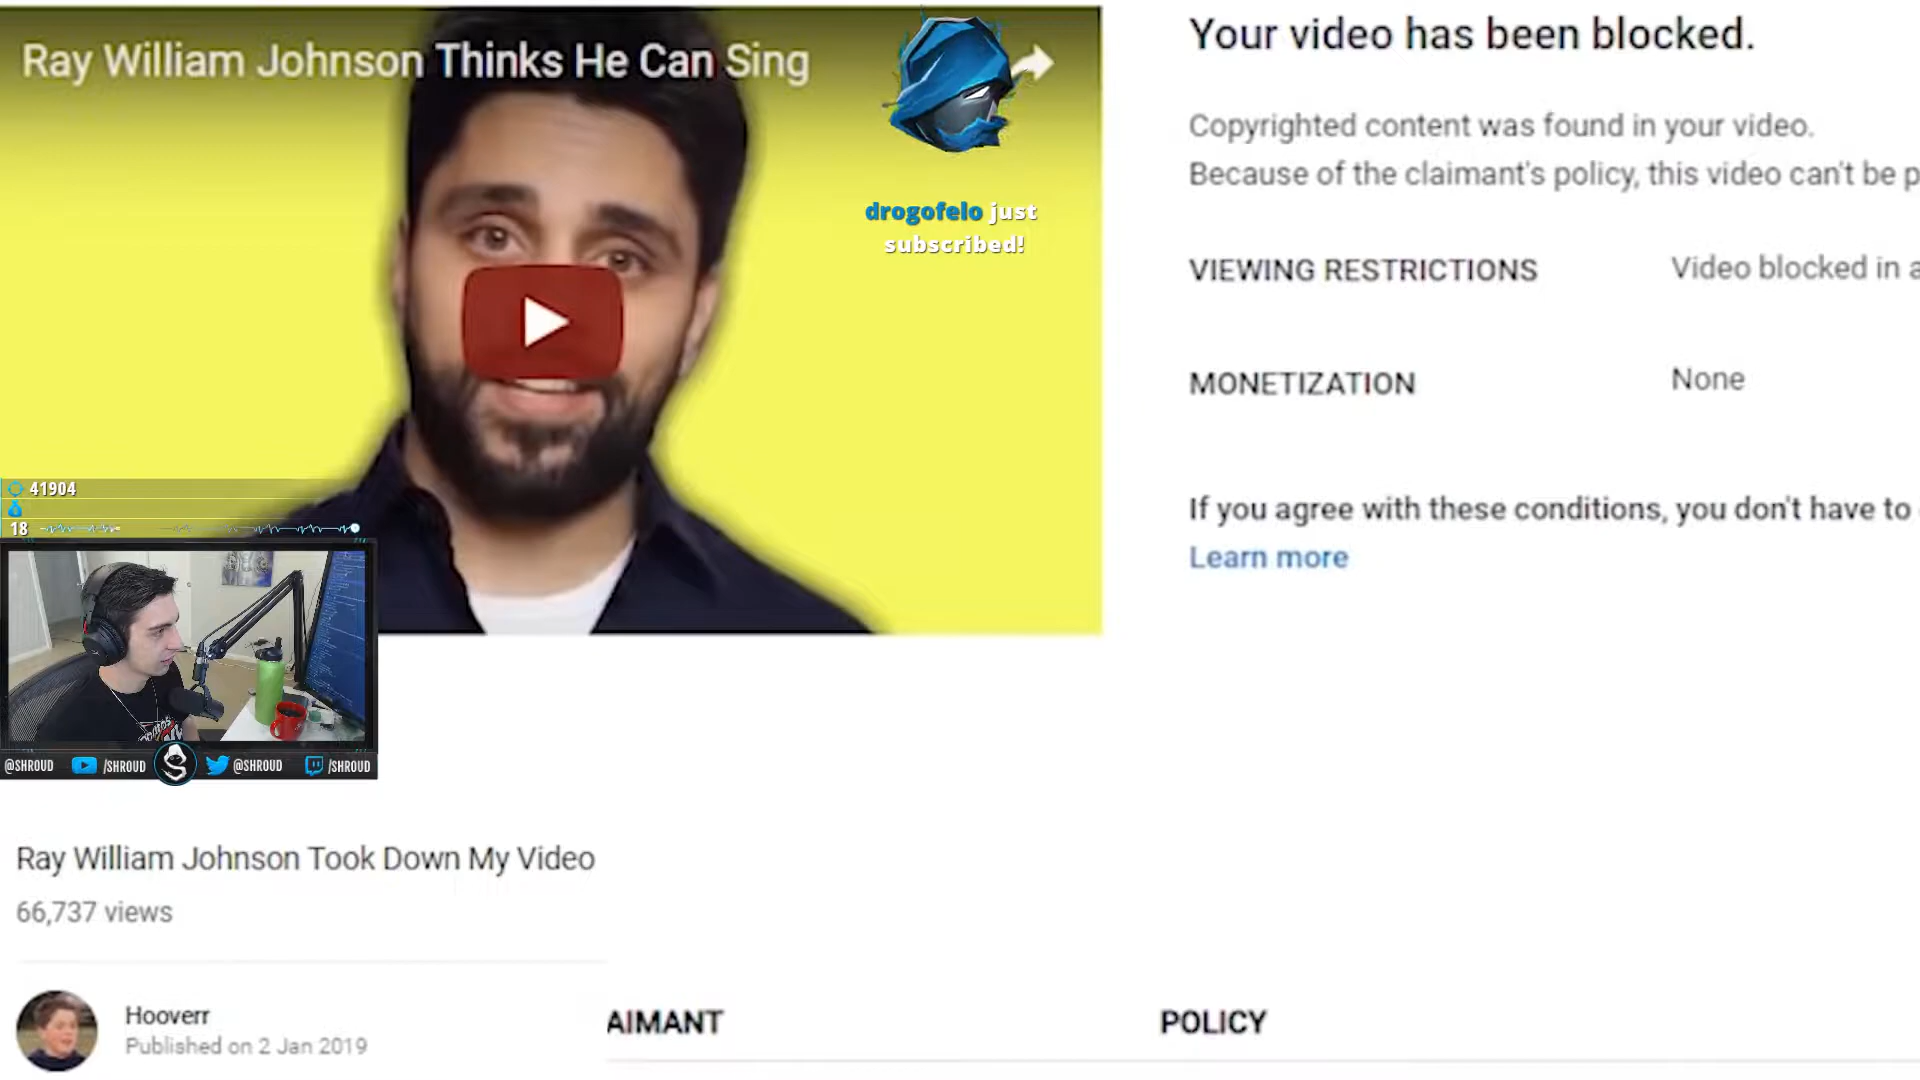 Ray William Johnson Thinks He Can Sing
drogofelo just
subscribed!
Your video has been blocked.
Copyrighted content was found in your video.
Because of the claimant's policy, this video can't be p
VIEWING RESTRICTIONS
Video blocked in a
MONETIZATION
None
If you agree with these conditions, you don't have to
Learn more
41904
18
@SHROUD
/SHROUD
@SHROUD
/SHROUD
Ray William Johnson Took Down My Video
66,737 views
Hooverr
Published on 2 Jan 2019
AIMANT
POLICY